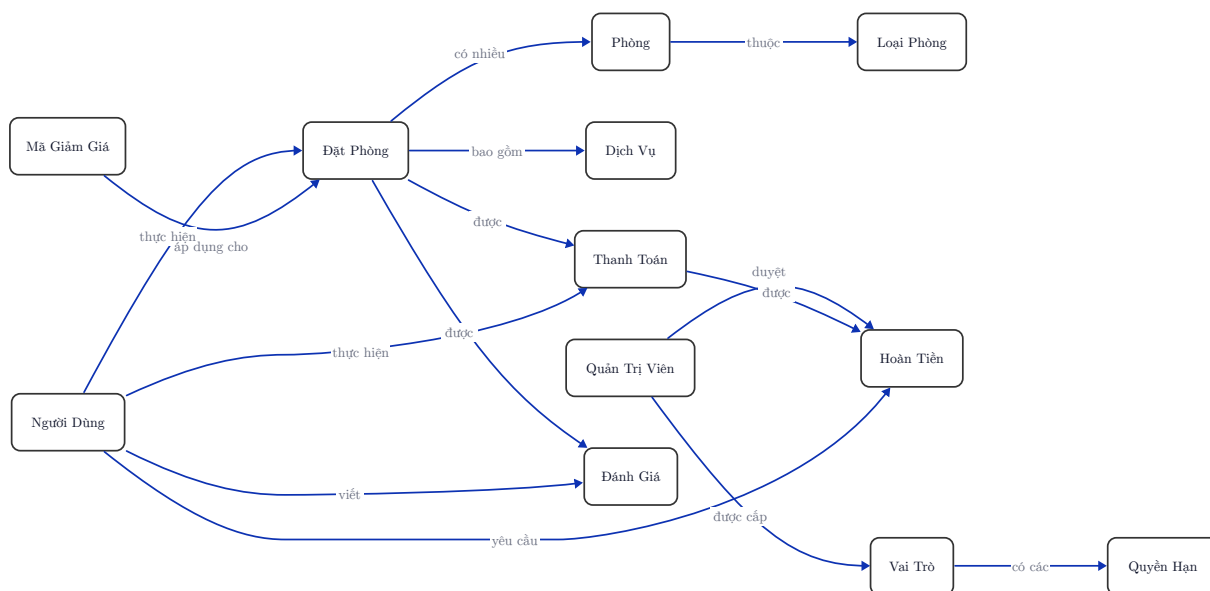 Phòng
thuộc
Loại Phòng
có nhiều
Mã Giảm Giá
Đặt Phòng
bao gồm
Dịch Vụ
được
thực hiện
áp dụng cho
Thanh Toán
duyệt
được
được
thực hiện
Quản Trị Viên
Hoàn Tiền
Người Dùng
Đánh Giá
viết
được cấp
yêu cầu
Vai Trò
có các
Quyền Hạn